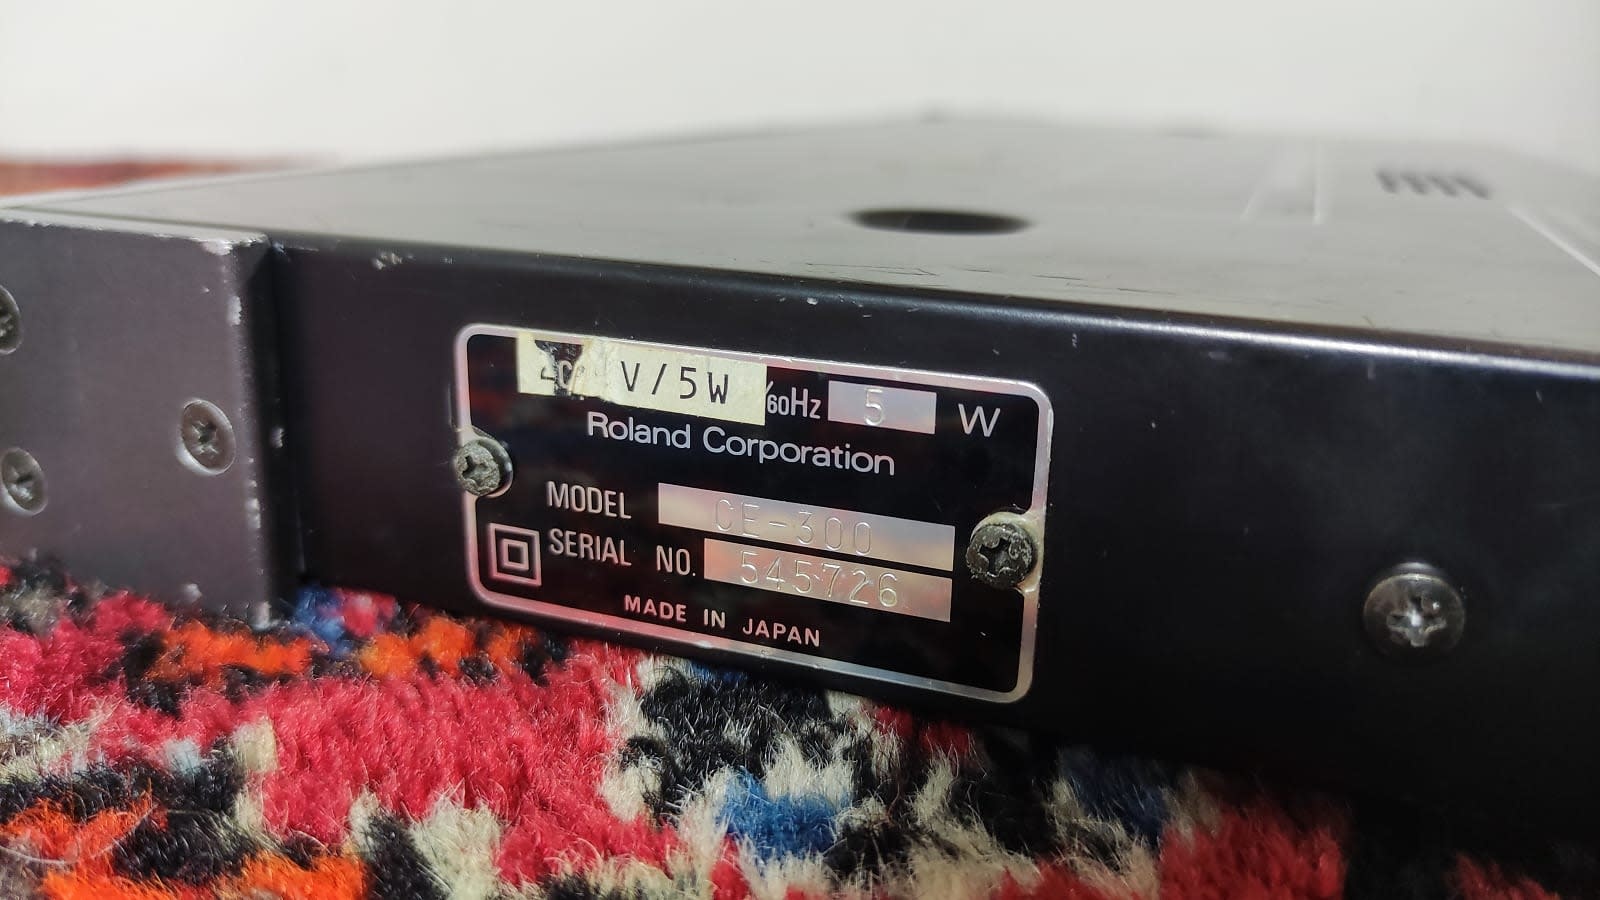 V/5W /60Hz 5 W
Roland Corporation
MODEL CE-300
SERIAL NO. 545726
MADE IN JAPAN